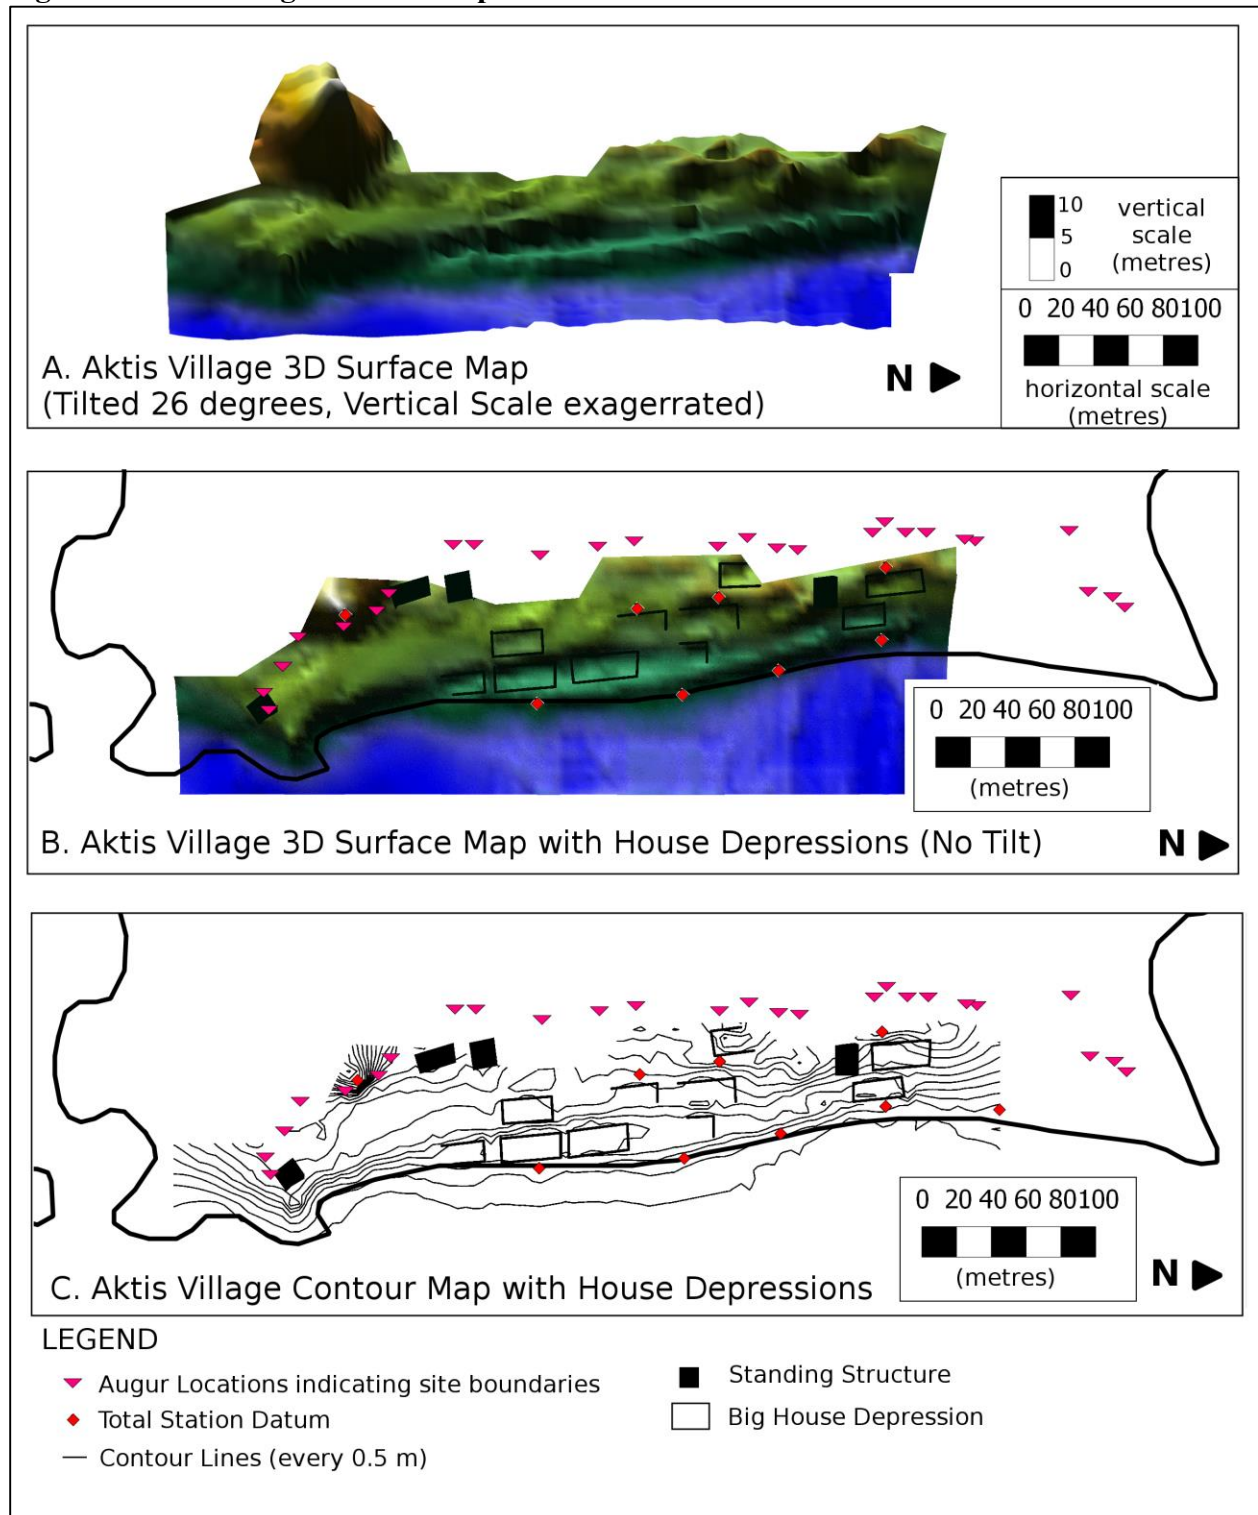 10
5
0
vertical
scale
(metres)
0 20 40 60 80100
horizontal scale
(metres)
A. Aktis Village 3D Surface Map
(Tilted 26 degrees, Vertical Scale exagerrated)
N
0 20 40 60 80100
(metres)
B. Aktis Village 3D Surface Map with House Depressions (No Tilt)
N
0 20 40 60 80100
(metres)
C. Aktis Village Contour Map with House Depressions
N
LEGEND
Augur Locations indicating site boundaries
Total Station Datum
Contour Lines (every 0.5 m)
Standing Structure
Big House Depression